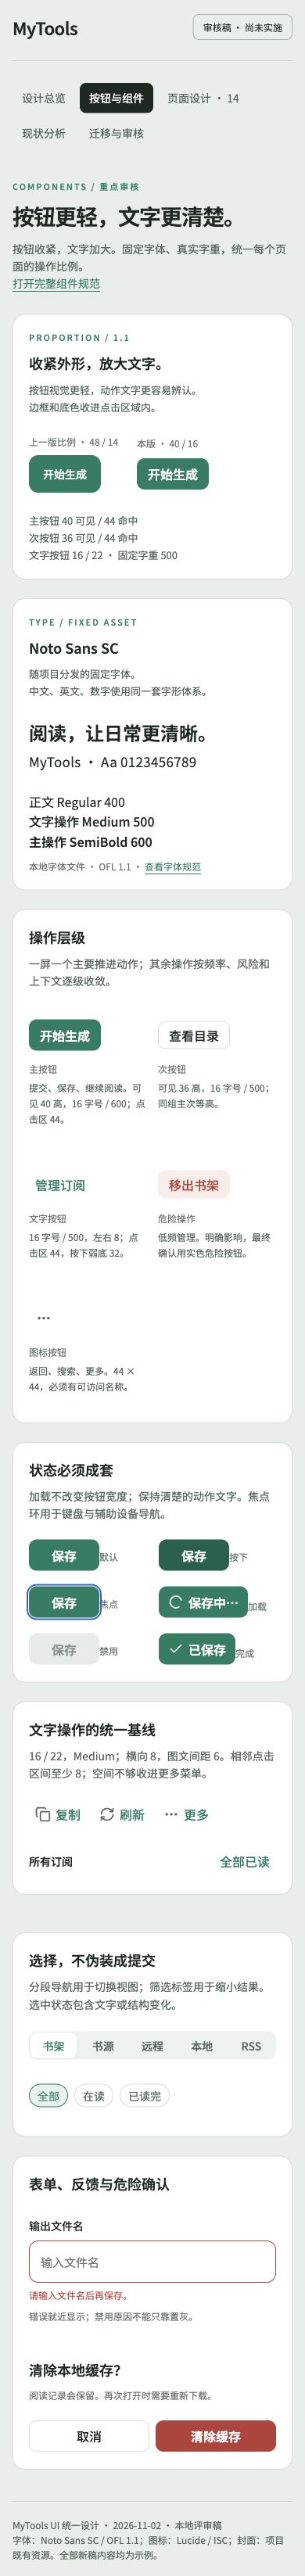 MyTools
审核稿 · 尚未实施
设计总览
按钮与组件
页面设计 · 14
现状分析
迁移与审核
COMPONENTS / 重点审核
按钮更轻，文字更清楚。
按钮收紧，文字加大。固定字体、真实字重，统一每个页
面的操作比例。
打开完整组件规范
PROPORTION / 1.1
收紧外形，放大文字。
按钮视觉更轻，动作文字更容易辨认。
边框和底色收进点击区域内。
上一版比例 · 48 / 14
本版 · 40 / 16
开始生成
开始生成
主按钮 40 可见 / 44 命中
次按钮 36 可见 / 44 命中
文字按钮 16 / 22 · 固定字重 500
TYPE / FIXED ASSET
Noto Sans SC
随项目分发的固定字体。
中文、英文、数字使用同一套字形体系。
阅读，让日常更清晰。
MyTools · Aa 0123456789
正文 Regular 400
文字操作 Medium 500
主操作 SemiBold 600
本地字体文件 · OFL 1.1 · 查看字体规范
操作层级
一屏一个主要推进动作；其余操作按频率、风险和
上下文逐级收敛。
开始生成
主按钮
提交、保存、继续阅读。可
见 40 高，16 字号 / 600；点
击区 44。
查看目录
次按钮
可见 36 高，16 字号 / 500；
同组主次等高。
管理订阅
文字按钮
16 字号 / 500，左右 8；点
击区 44，按下弱底 32。
移出书架
危险操作
低频管理。明确影响，最终
确认用实色危险按钮。
图标按钮
返回、搜索、更多。44 ×
44，必须有可访问名称。
状态必须成套
加载不改变按钮宽度；保持清楚的动作文字。焦点
环用于键盘与辅助设备导航。
保存 默认
保存 按下
保存 焦点
保存中… 加载
保存 禁用
已保存 完成
文字操作的统一基线
16 / 22，Medium；横向 8，图文间距 6。相邻点击
区间至少 8；空间不够收进更多菜单。
复制
刷新
更多
所有订阅
全部已读
选择，不伪装成提交
分段导航用于切换视图；筛选标签用于缩小结果。
选中状态包含文字或结构变化。
书架
书源
远程
本地
RSS
全部
在读
已读完
表单、反馈与危险确认
输出文件名
输入文件名
请输入文件名后再保存。
错误就近显示；禁用原因不能只靠置灰。
清除本地缓存？
阅读记录会保留。再次打开时需要重新下载。
取消
清除缓存
MyTools UI 统一设计 · 2026-11-02 · 本地评审稿
字体：Noto Sans SC / OFL 1.1；图标：Lucide / ISC；封面：项目
既有资源。全部新稿内容均为示例。